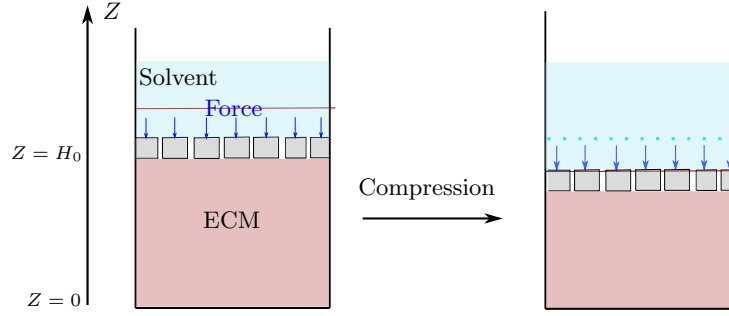 Z
Solvent
Force
Z = H₀
Compression
ECM
Z = 0